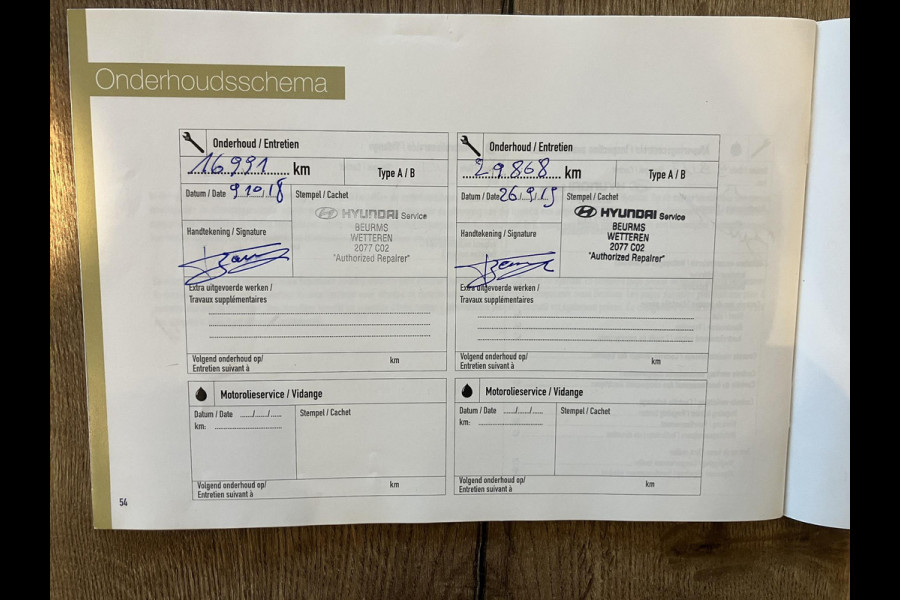 Onderhoudsschema
Onderhoud / Entretien
16.991 km
Type A / B
Datum / Date 9/10/18
Stempel / Cachet
HYUNDAI Service
BEURMS
WETTEREN
2077 C02
"Authorized Repairer"
Handtekening / Signature
Extra uitgevoerde werken /
Travaux supplémentaires
Volgend onderhoud op/
Entretien suivant à
km
Onderhoud / Entretien
29.868 km
Type A / B
Datum / Date 26/9/19
Stempel / Cachet
HYUNDAI Service
BEURMS
WETTEREN
2077 C02
"Authorized Repairer"
Handtekening / Signature
Extra uitgevoerde werken /
Travaux supplémentaires
Volgend onderhoud op/
Entretien suivant à
km
Motorolieservice / Vidange
Datum / Date ...../...../.....
Stempel / Cachet
km:
Volgend onderhoud op/
Entretien suivant à
km
Motorolieservice / Vidange
Datum / Date ...../...../.....
Stempel / Cachet
km:
Volgend onderhoud op/
Entretien suivant à
km
54